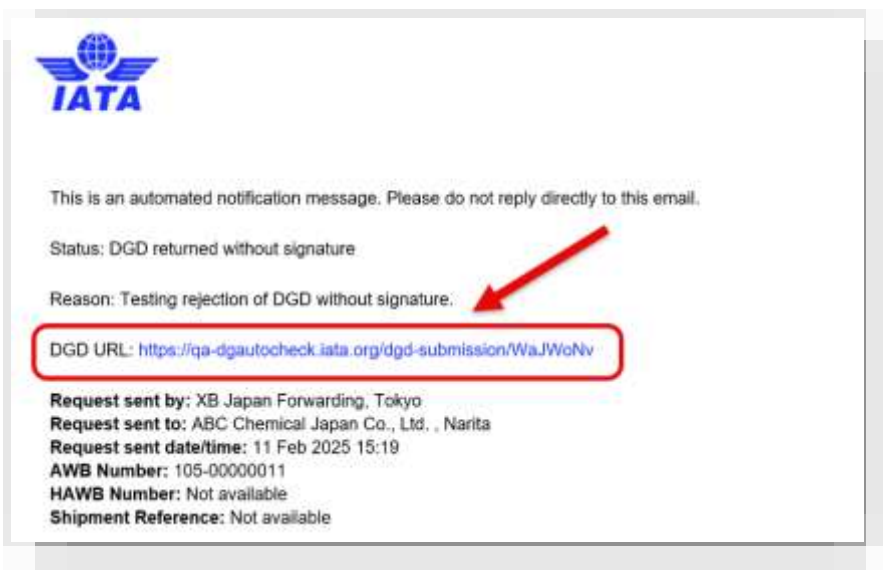 IATA
This is an automated notification message. Please do not reply directly to this email.
Status: DGD returned without signature
Reason: Testing rejection of DGD without signature.
DGD URL: https://qa-dgautocheck.iata.org/dgd-submission/WaJWoNv
Request sent by: XB Japan Forwarding, Tokyo
Request sent to: ABC Chemical Japan Co., Ltd. , Narita
Request sent date/time: 11 Feb 2025 15:19
AWB Number: 105-00000011
HAWB Number: Not available
Shipment Reference: Not available